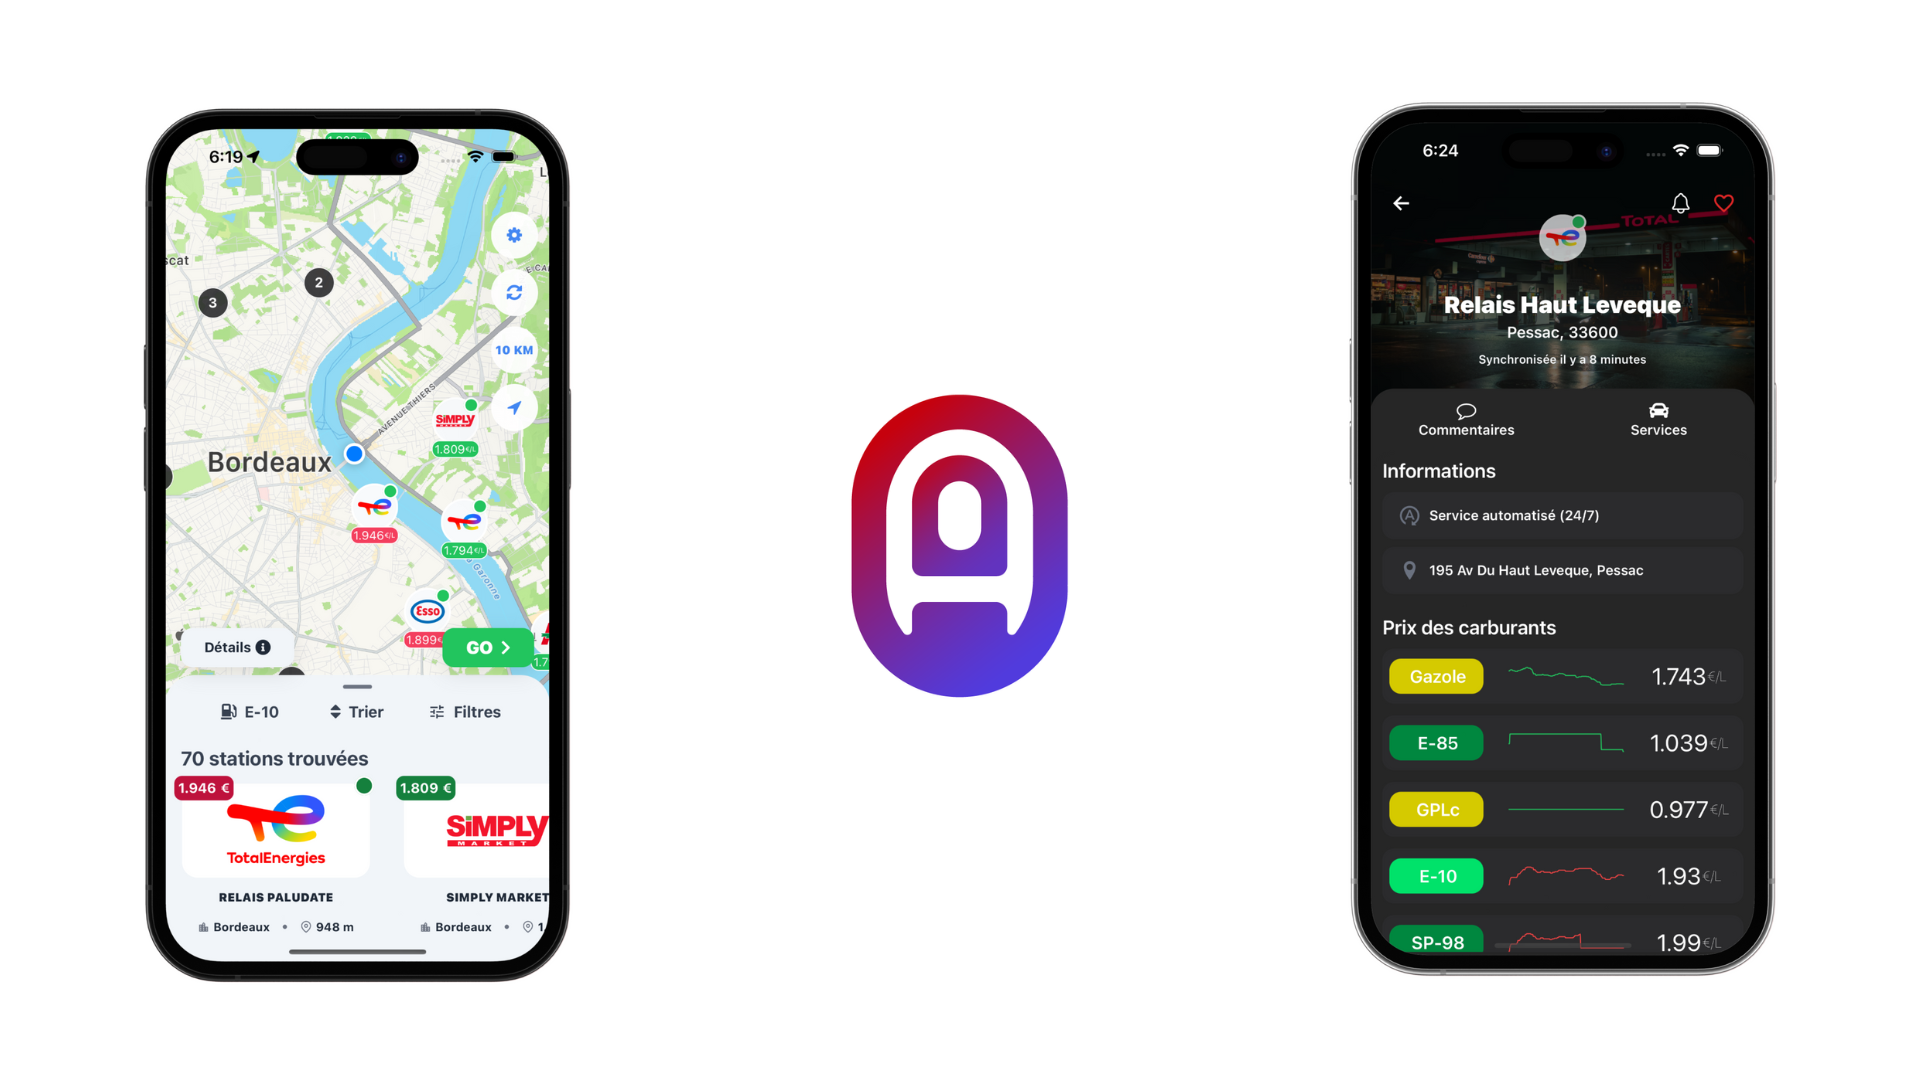 6:19
2
3
10 KM
AVENUE THIERS
SiMPLY
MARKET
1.809€/L
Bordeaux
1.946€/L
1.794€/L
Garonne
Esso
1.899€
Détails
GO
E-10
Trier
Filtres
70 stations trouvées
1.946 €
TotalEnergies
RELAIS PALUDATE
Bordeaux • 948 m
1.809 €
SiMPLY
MARKET
SIMPLY MARKET
Bordeaux •
6:24
TOTAL
Relais Haut Leveque
Pessac, 33600
Synchronisée il y a 8 minutes
Commentaires
Services
Informations
Service automatisé (24/7)
195 Av Du Haut Leveque, Pessac
Prix des carburants
Gazole 1.743€/L
E-85 1.039€/L
GPLc 0.977€/L
E-10 1.93€/L
SP-98 1.99€/L